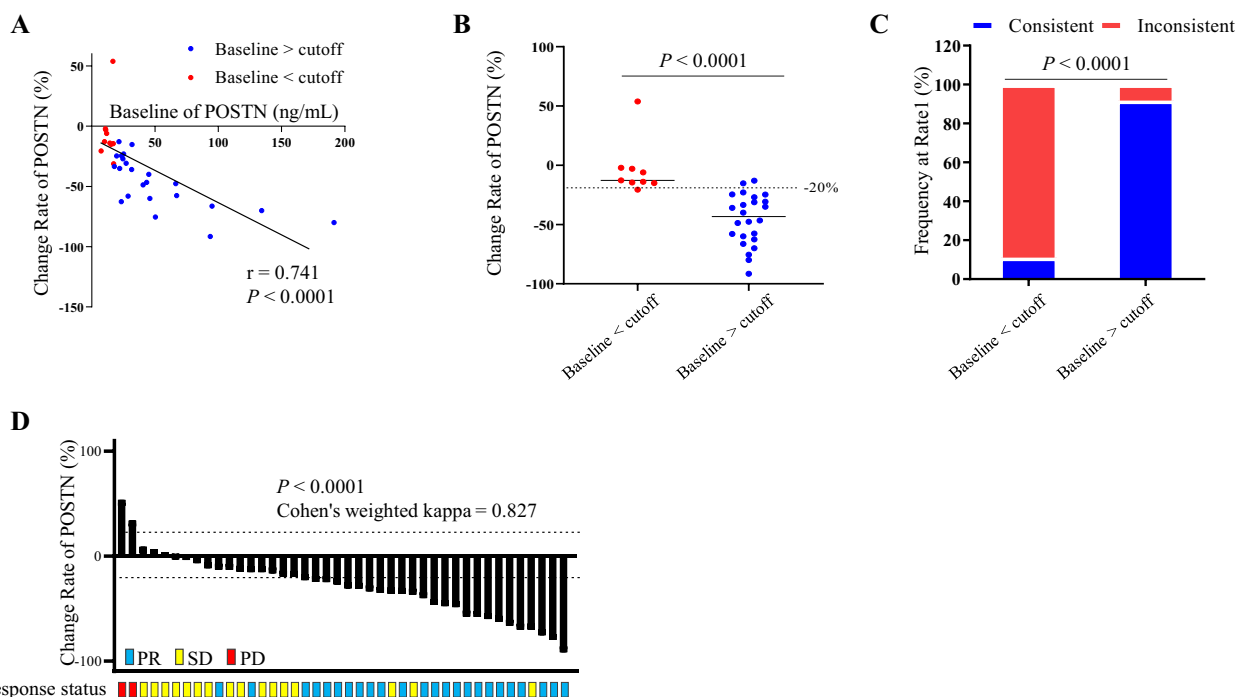 A
Baseline > cutoff
Baseline < cutoff
Change Rate of POSTN (%)
Baseline of POSTN (ng/mL)
50
0
-50
-100
-150
50
100
150
200
r = 0.741
P < 0.0001
B
Change Rate of POSTN (%)
100
50
0
-50
-100
P < 0.0001
-20%
Baseline < cutoff
Baseline > cutoff
C
Consistent
Inconsistent
Frequency at Rate1 (%)
120
100
80
60
40
20
0
P < 0.0001
Baseline < cutoff
Baseline > cutoff
D
Change Rate of POSTN (%)
100
0
-100
P < 0.0001
Cohen's weighted kappa = 0.827
PR SD PD
esponse status